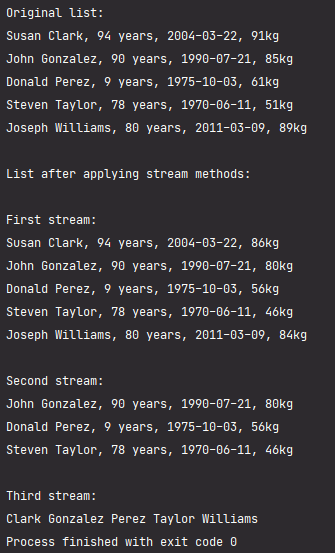 Original list:
Susan Clark, 94 years, 2004-03-22, 91kg
John Gonzalez, 90 years, 1990-07-21, 85kg
Donald Perez, 9 years, 1975-10-03, 61kg
Steven Taylor, 78 years, 1970-06-11, 51kg
Joseph Williams, 80 years, 2011-03-09, 89kg
List after applying stream methods:
First stream:
Susan Clark, 94 years, 2004-03-22, 86kg
John Gonzalez, 90 years, 1990-07-21, 80kg
Donald Perez, 9 years, 1975-10-03, 56kg
Steven Taylor, 78 years, 1970-06-11, 46kg
Joseph Williams, 80 years, 2011-03-09, 84kg
Second stream:
John Gonzalez, 90 years, 1990-07-21, 80kg
Donald Perez, 9 years, 1975-10-03, 56kg
Steven Taylor, 78 years, 1970-06-11, 46kg
Third stream:
Clark Gonzalez Perez Taylor Williams
Process finished with exit code 0